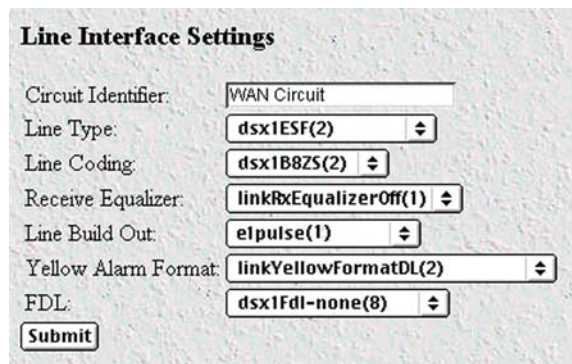 Line Interface Settings
Circuit Identifier: WAN Circuit
Line Type: dsx1ESF(2)
Line Coding: dsx1B8ZS(2)
Receive Equalizer: linkRxEqualizerOff(1)
Line Build Out: e1pulse(1)
Yellow Alarm Format: linkYellowFormatDL(2)
FDL: dsx1Fdl-none(8)
Submit